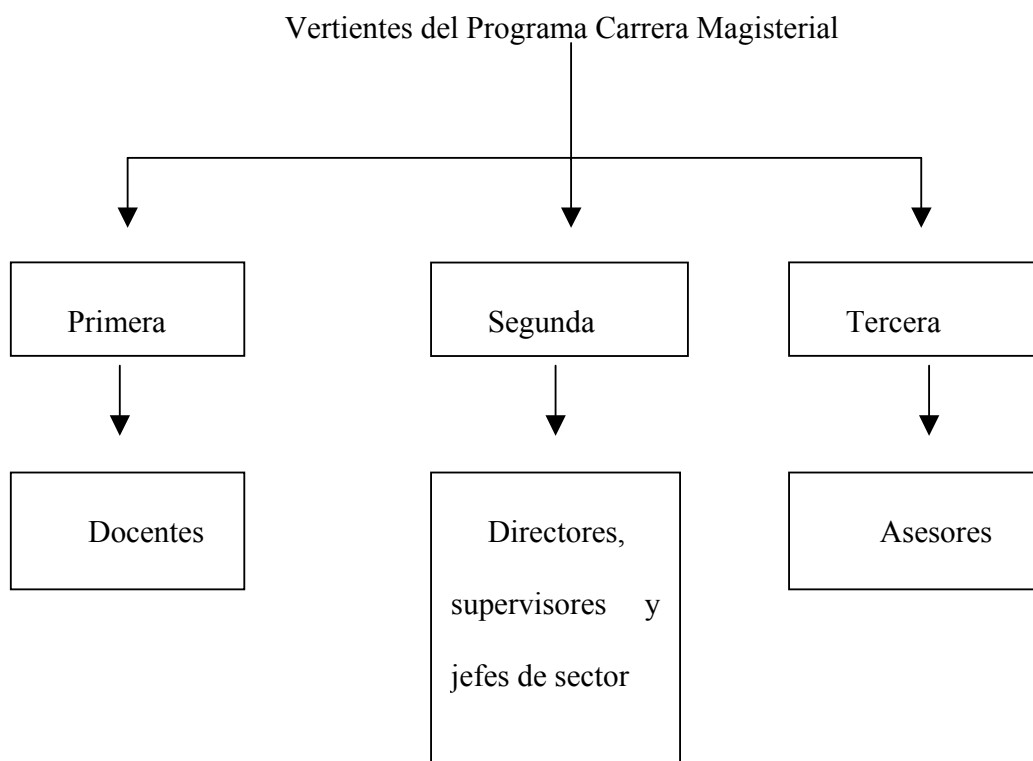 Vertientes del Programa Carrera Magisterial
Primera
Segunda
Tercera
Docentes
Directores,
supervisores y
jefes de sector
Asesores